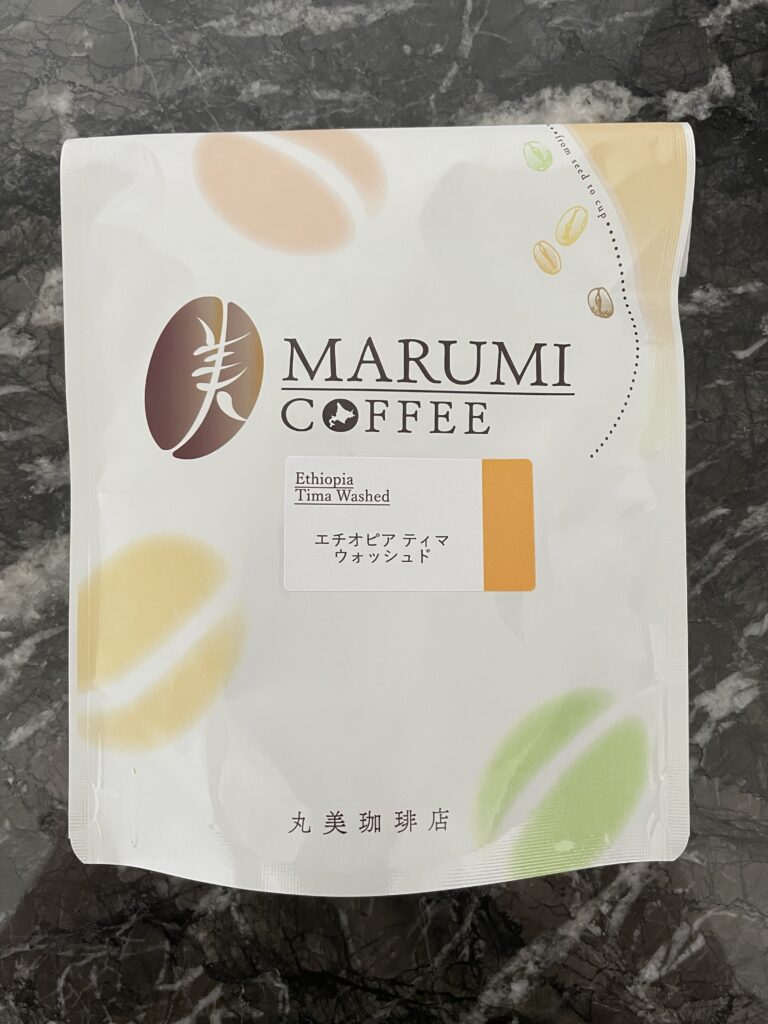 from seed to cup
美
MARUMI
COFFEE
Ethiopia
Tima Washed
エチオピア ティマ
ウォッシュド
丸美珈琲店